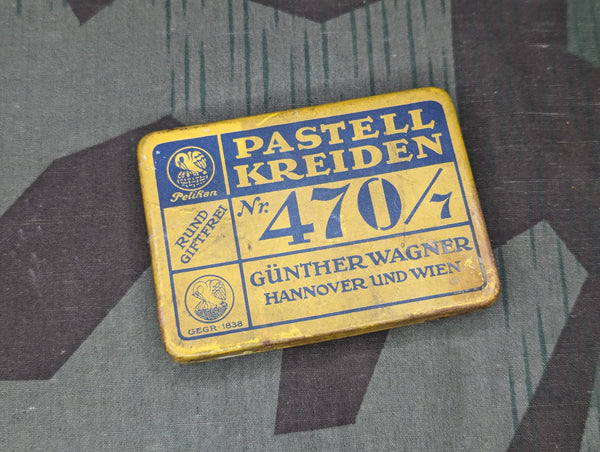 PASTELL
KREIDEN
Pelikan
RUND
GIFTFREI
Nr. 470/7
GÜNTHER WAGNER
HANNOVER UND WIEN
GEGR·1838